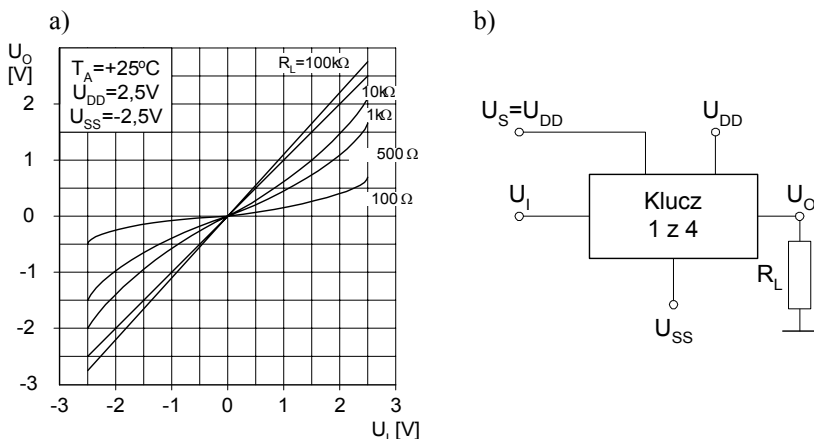 a)
b)
U_O
[V]
T_A=+25°C
U_DD=2,5V
U_SS=-2,5V
R_L=100kΩ
10kΩ
1kΩ
500 Ω
100 Ω
2
1
0
-1
-2
-3
-3 -2 -1 0 1 2 3
U_I [V]
U_S=U_DD
U_DD
U_I
Klucz
1 z 4
U_O
R_L
U_SS